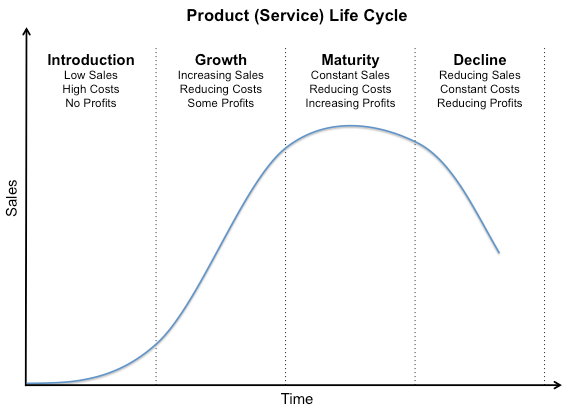 Product (Service) Life Cycle
Introduction
Low Sales
High Costs
No Profits
Growth
Increasing Sales
Reducing Costs
Some Profits
Maturity
Constant Sales
Reducing Costs
Increasing Profits
Decline
Reducing Sales
Constant Costs
Reducing Profits
Sales
Time